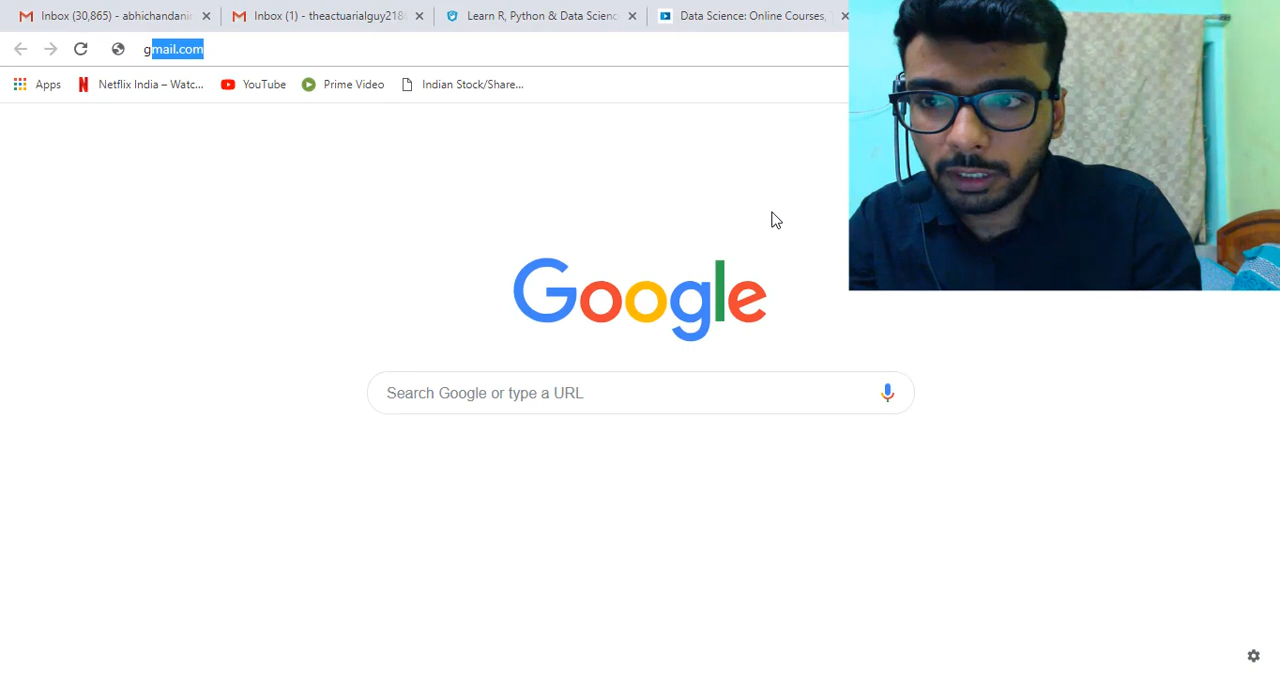 Inbox (30,865) - abhichandanin
Inbox (1) - theactuarialguy218
Learn R, Python & Data Scienc
Data Science: Online Courses,
gmail.com
Apps
Netflix India – Watc...
YouTube
Prime Video
Indian Stock/Share...
Google
Search Google or type a URL